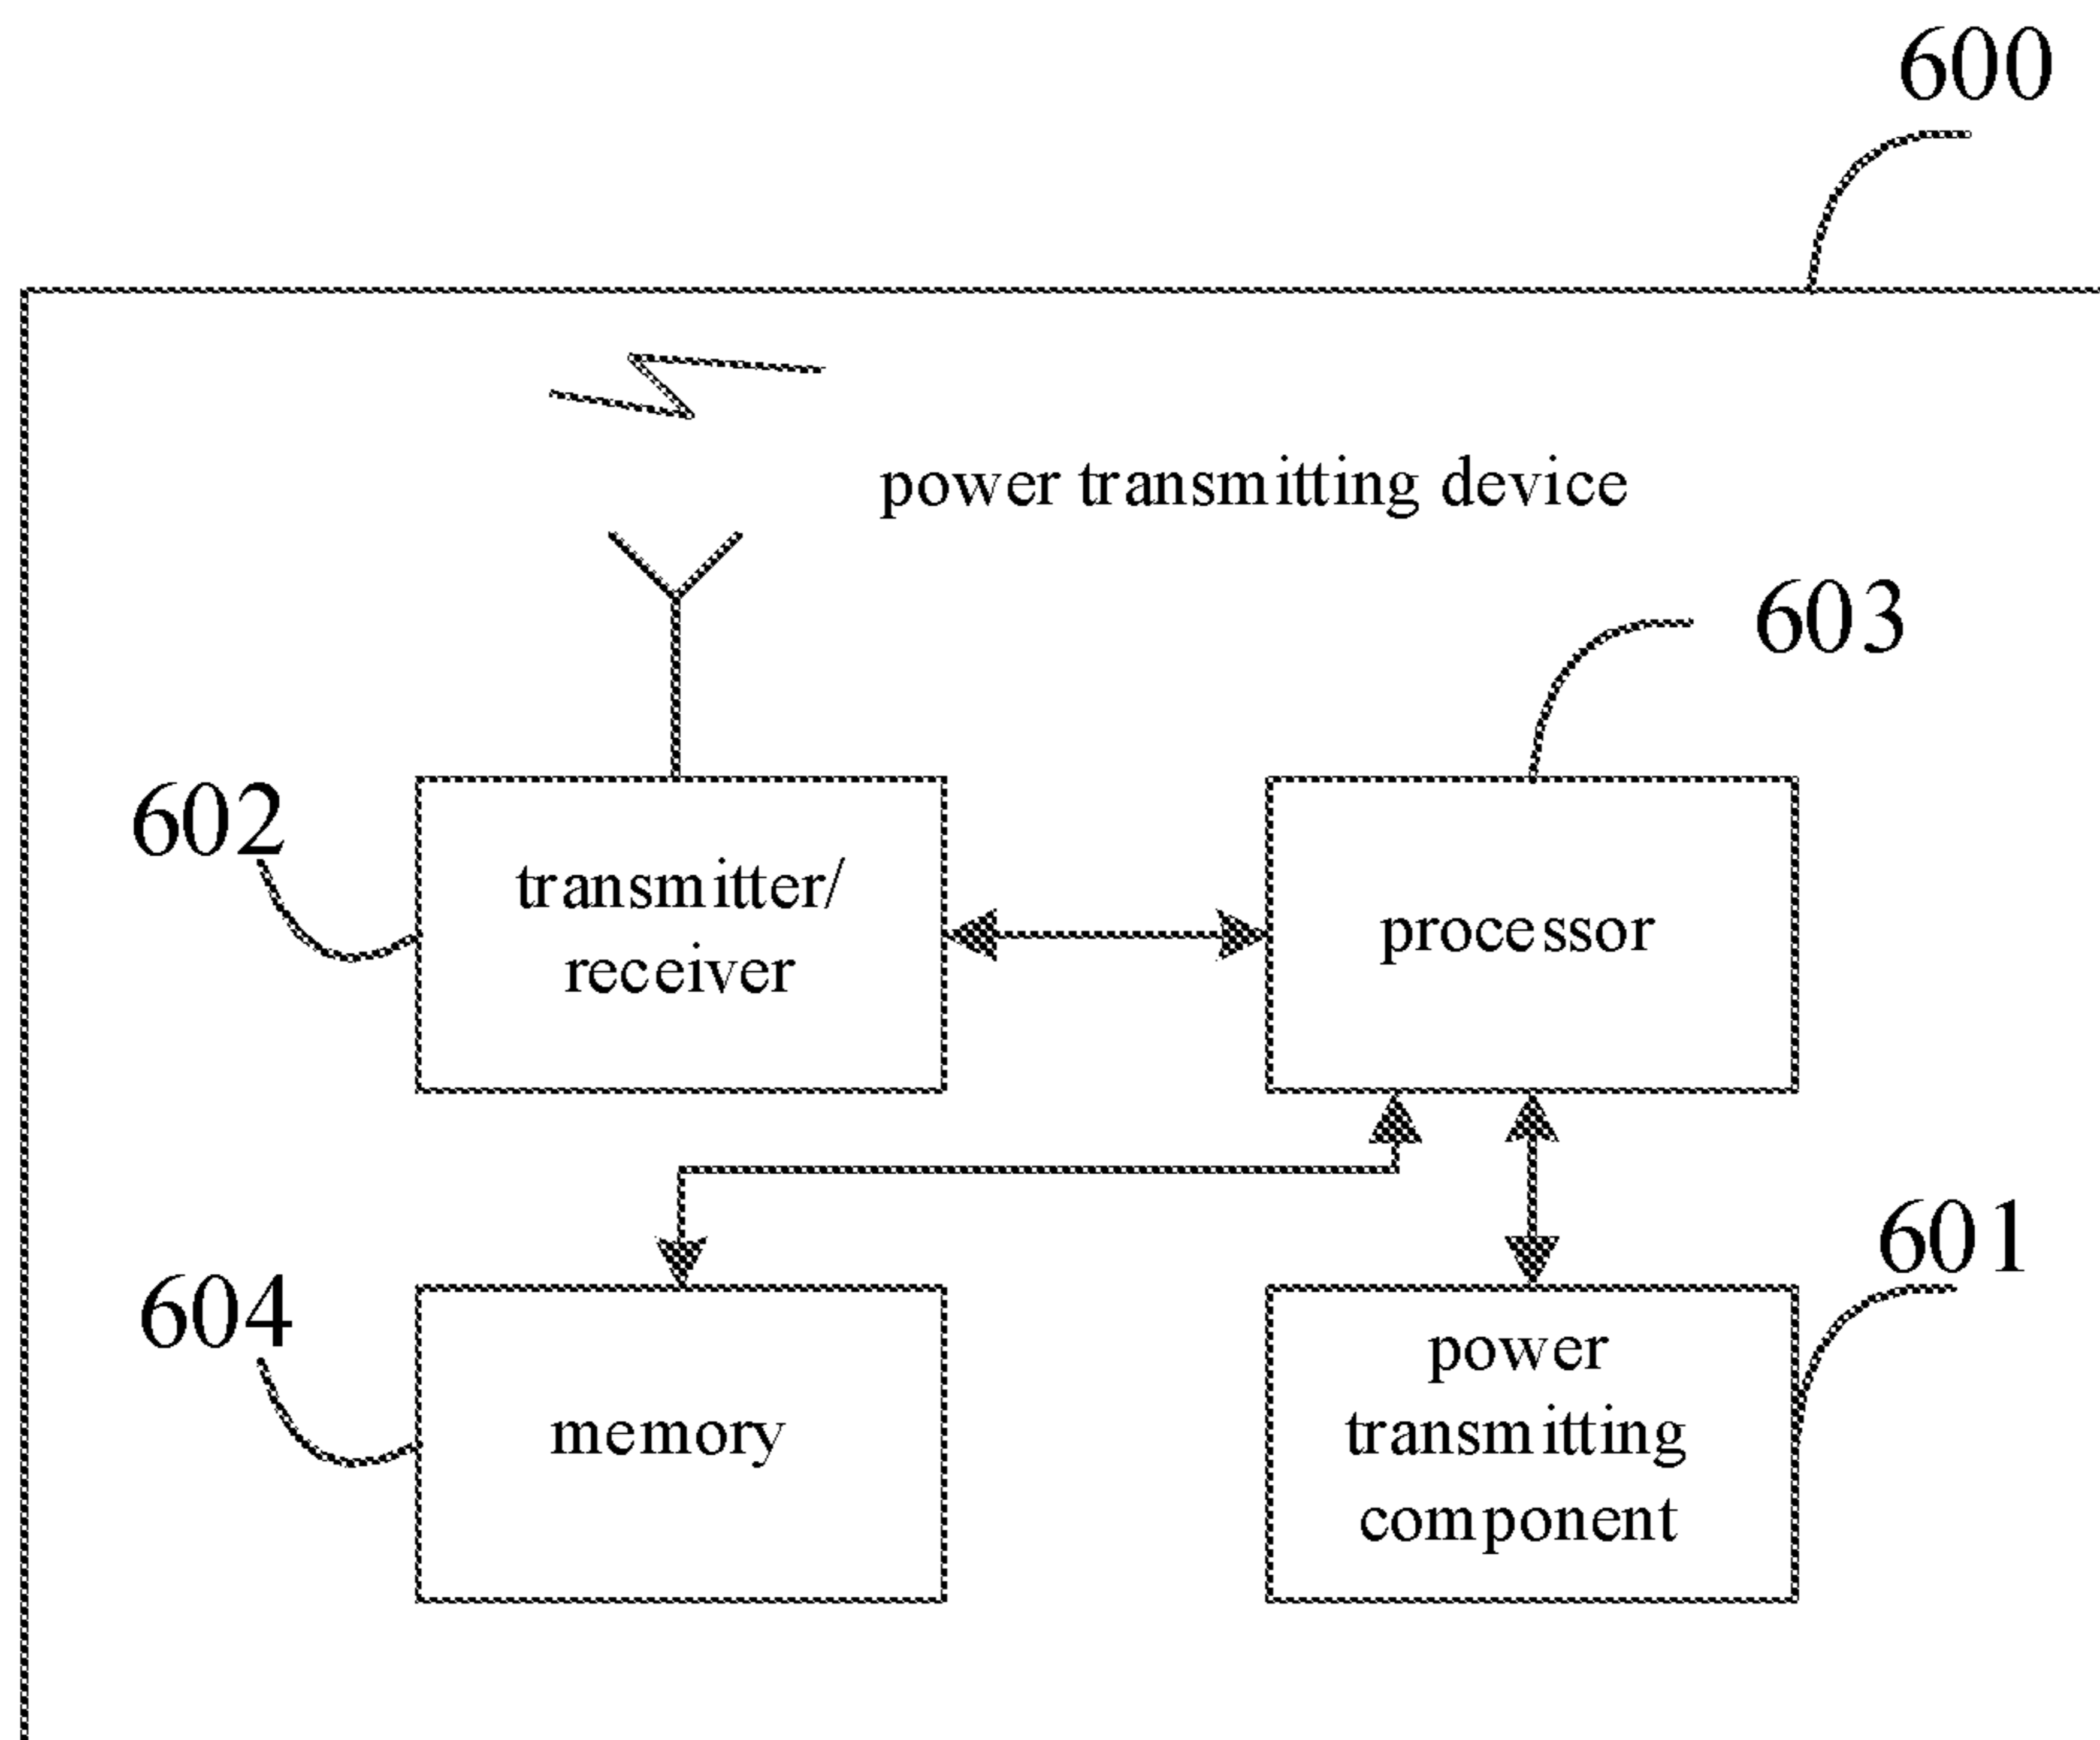 600
power transmitting device
603
602
transmitter/
receiver
processor
601
604
memory
power
transmitting
component